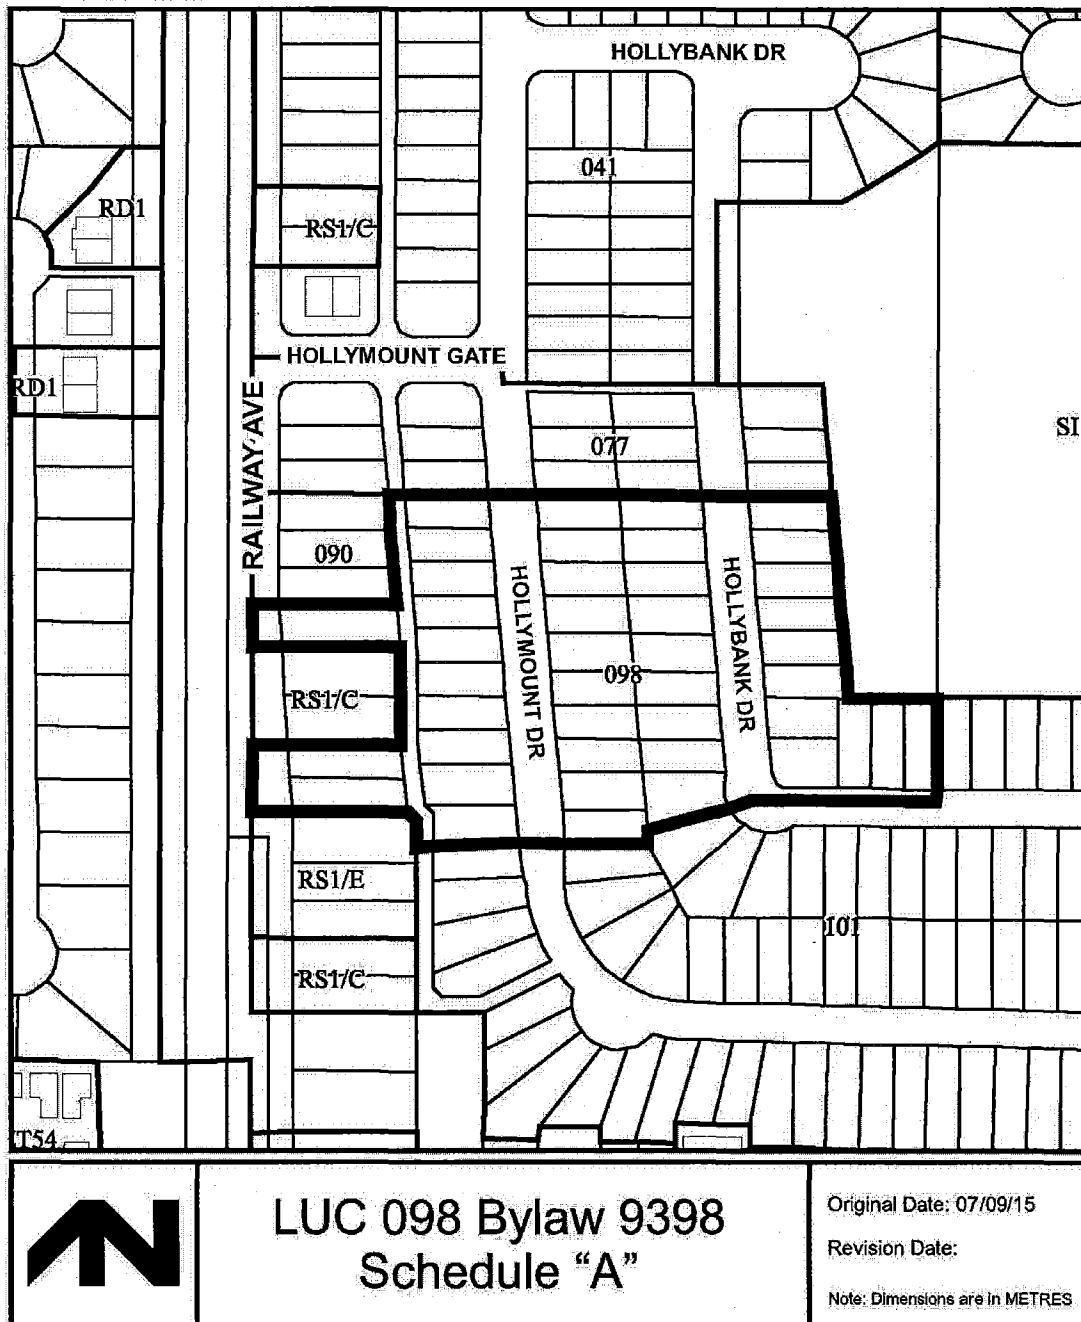 HOLLYBANK DR
041
RD1
RS1/C
HOLLYMOUNT GATE
RD1
RAILWAY AVE
SI
077
090
HOLLYMOUNT DR
HOLLYBANK DR
098
RS1/C
RS1/E
101
RS1/C
T54
LUC 098 Bylaw 9398
Schedule “A”
Original Date: 07/09/15
Revision Date:
Note: Dimensions are in METRES